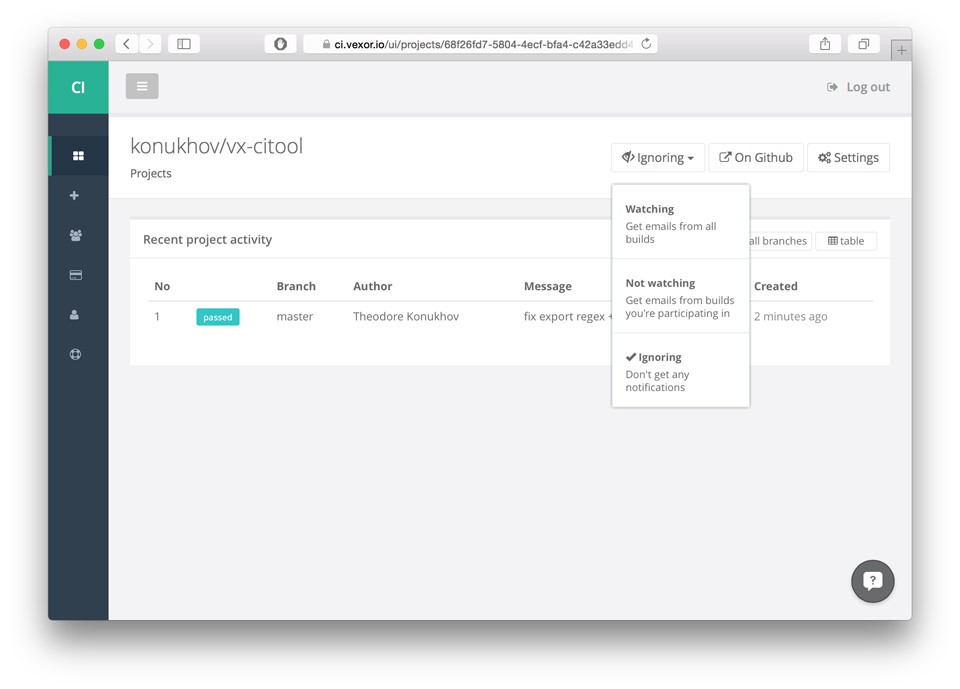 ci.vexor.io/ui/projects/68f26fd7-5804-4ecf-bfa4-c42a33edd4
CI
Log out
konukhov/vx-citool
Projects
Ignoring
On Github
Settings
Watching
Get emails from all
builds
Not watching
Get emails from builds
you're participating in
Ignoring
Don't get any
notifications
Recent project activity
all branches
table
No Branch Author Message Created
1 passed master Theodore Konukhov fix export regex + 2 minutes ago
?